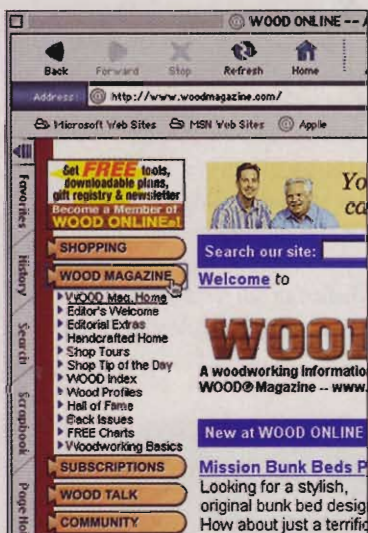 WOOD ONLINE --
Back Forward Stop Refresh Home
Address: http://www.woodmagazine.com/
Microsoft Web Sites MSN Web Sites Apple
Favorites
History
Search
Scrapbook
Page
Get FREE tools,
downloadable plans,
gift registry & newsletter
Become a Member of
WOOD ONLINE
SHOPPING
WOOD MAGAZINE
WOOD Mag. Home
Editor's Welcome
Editorial Extras
Handcrafted Home
Shop Tours
Shop Tip of the Day
WOOD Index
Wood Profiles
Hall of Fame
Back Issues
FREE Charts
Woodworking Basics
SUBSCRIPTIONS
WOOD TALK
COMMUNITY
Yo
ca
Search our site:
Welcome to
WOO
A woodworking informatio
WOOD® Magazine -- www.
New at WOOD ONLINE
Mission Bunk Beds P
Looking for a stylish,
original bunk bed desig
How about just a terrific